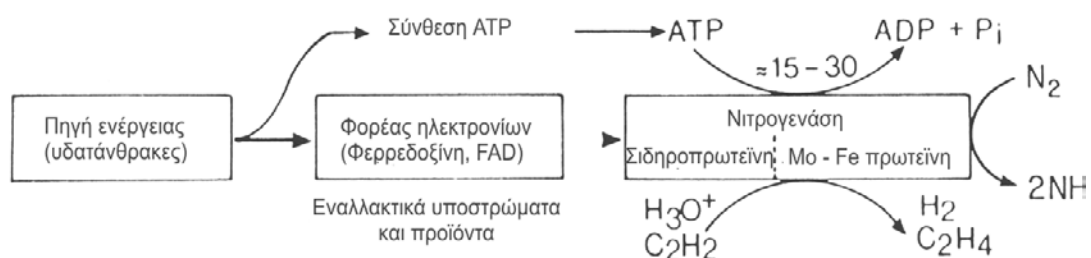 Σύνθεση ATP
ATP
ADP + Pi
≈15 – 30
N2
Πηγή ενέργειας
(υδατάνθρακες)
Φορέας ηλεκτρονίων
(Φερρεδοξίνη, FAD)
Νιτρογενάση
Σιδηροπρωτεΐνη
Mo - Fe πρωτεΐνη
2NH
Εναλλακτικά υποστρώματα
και προϊόντα
H3O+
C2H2
H2
C2H4